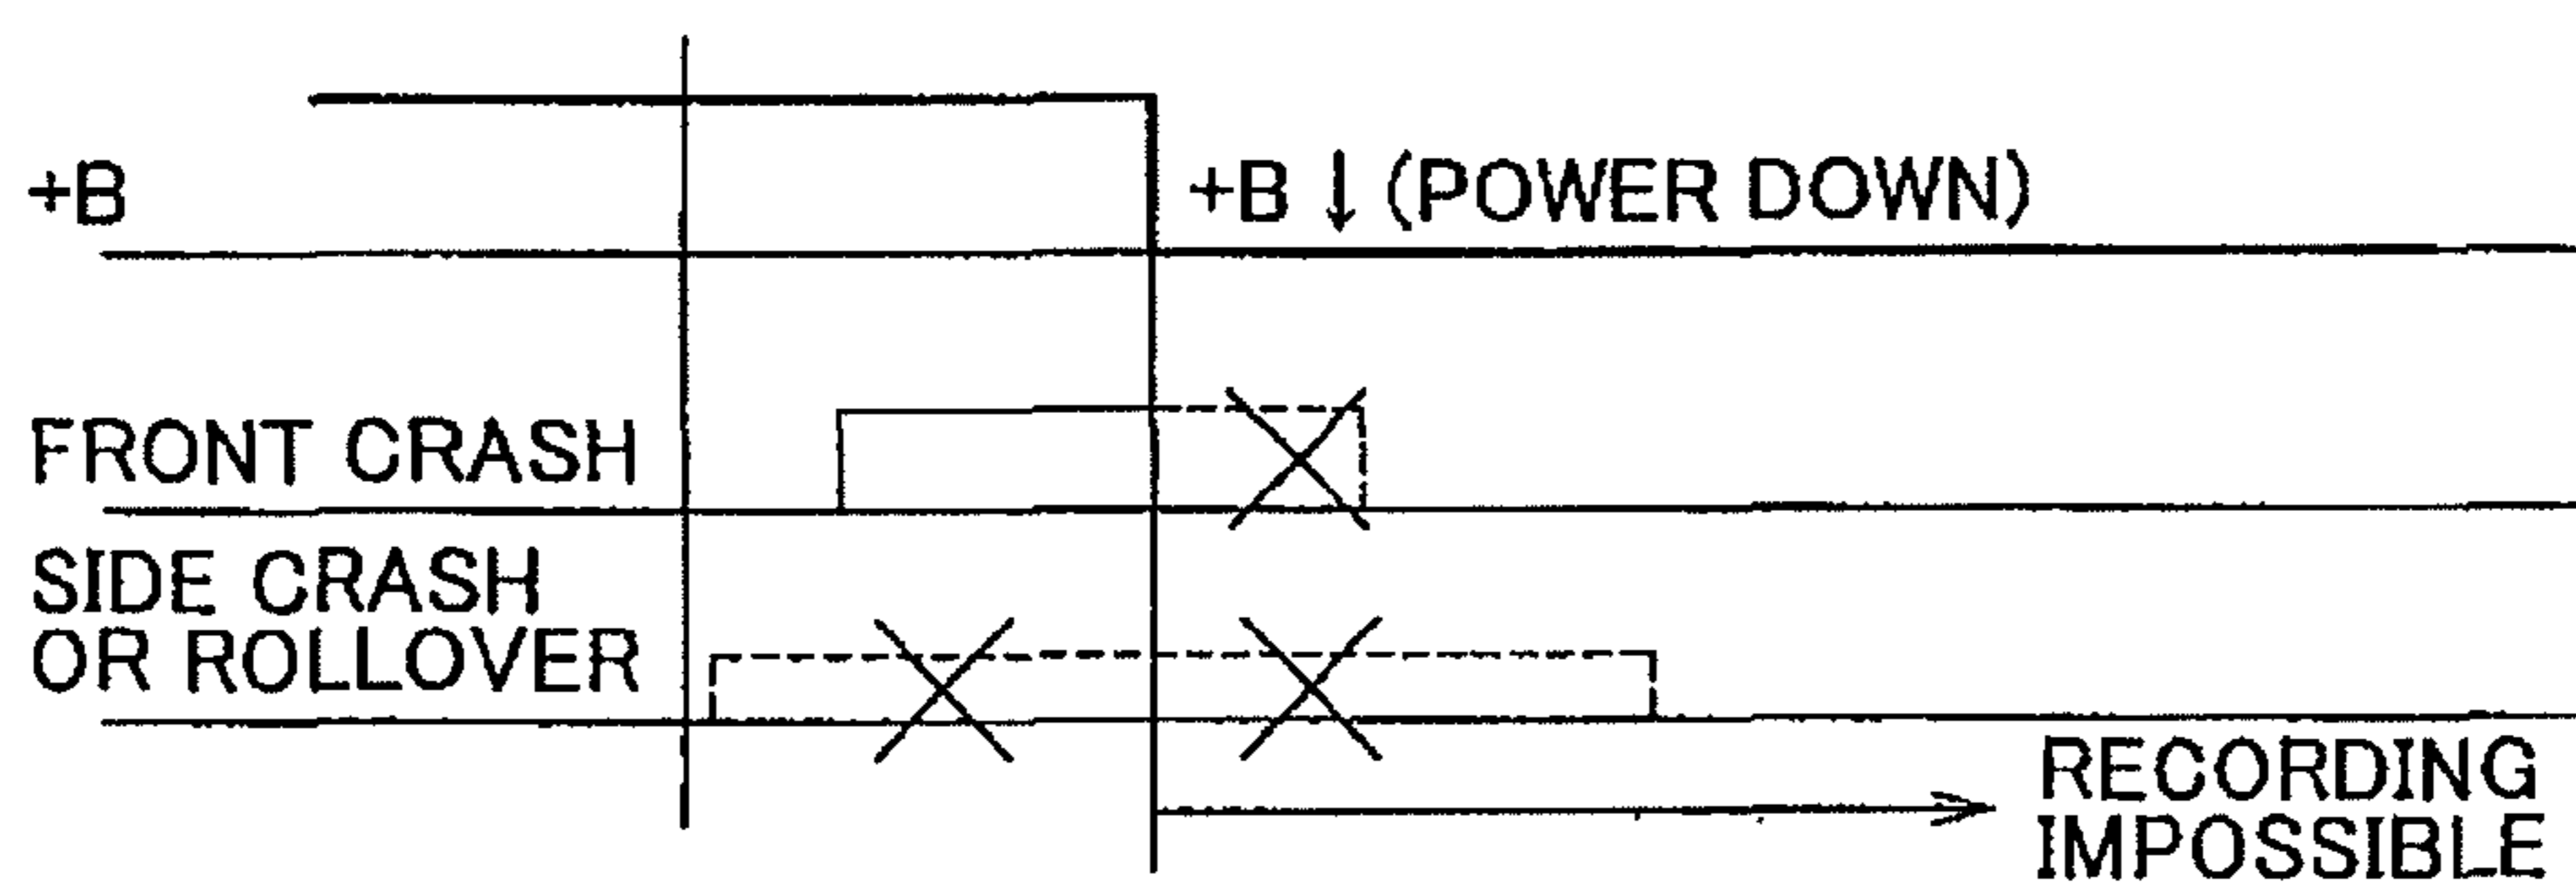 +B
+B ↓ (POWER DOWN)
FRONT CRASH
SIDE CRASH
OR ROLLOVER
RECORDING
IMPOSSIBLE